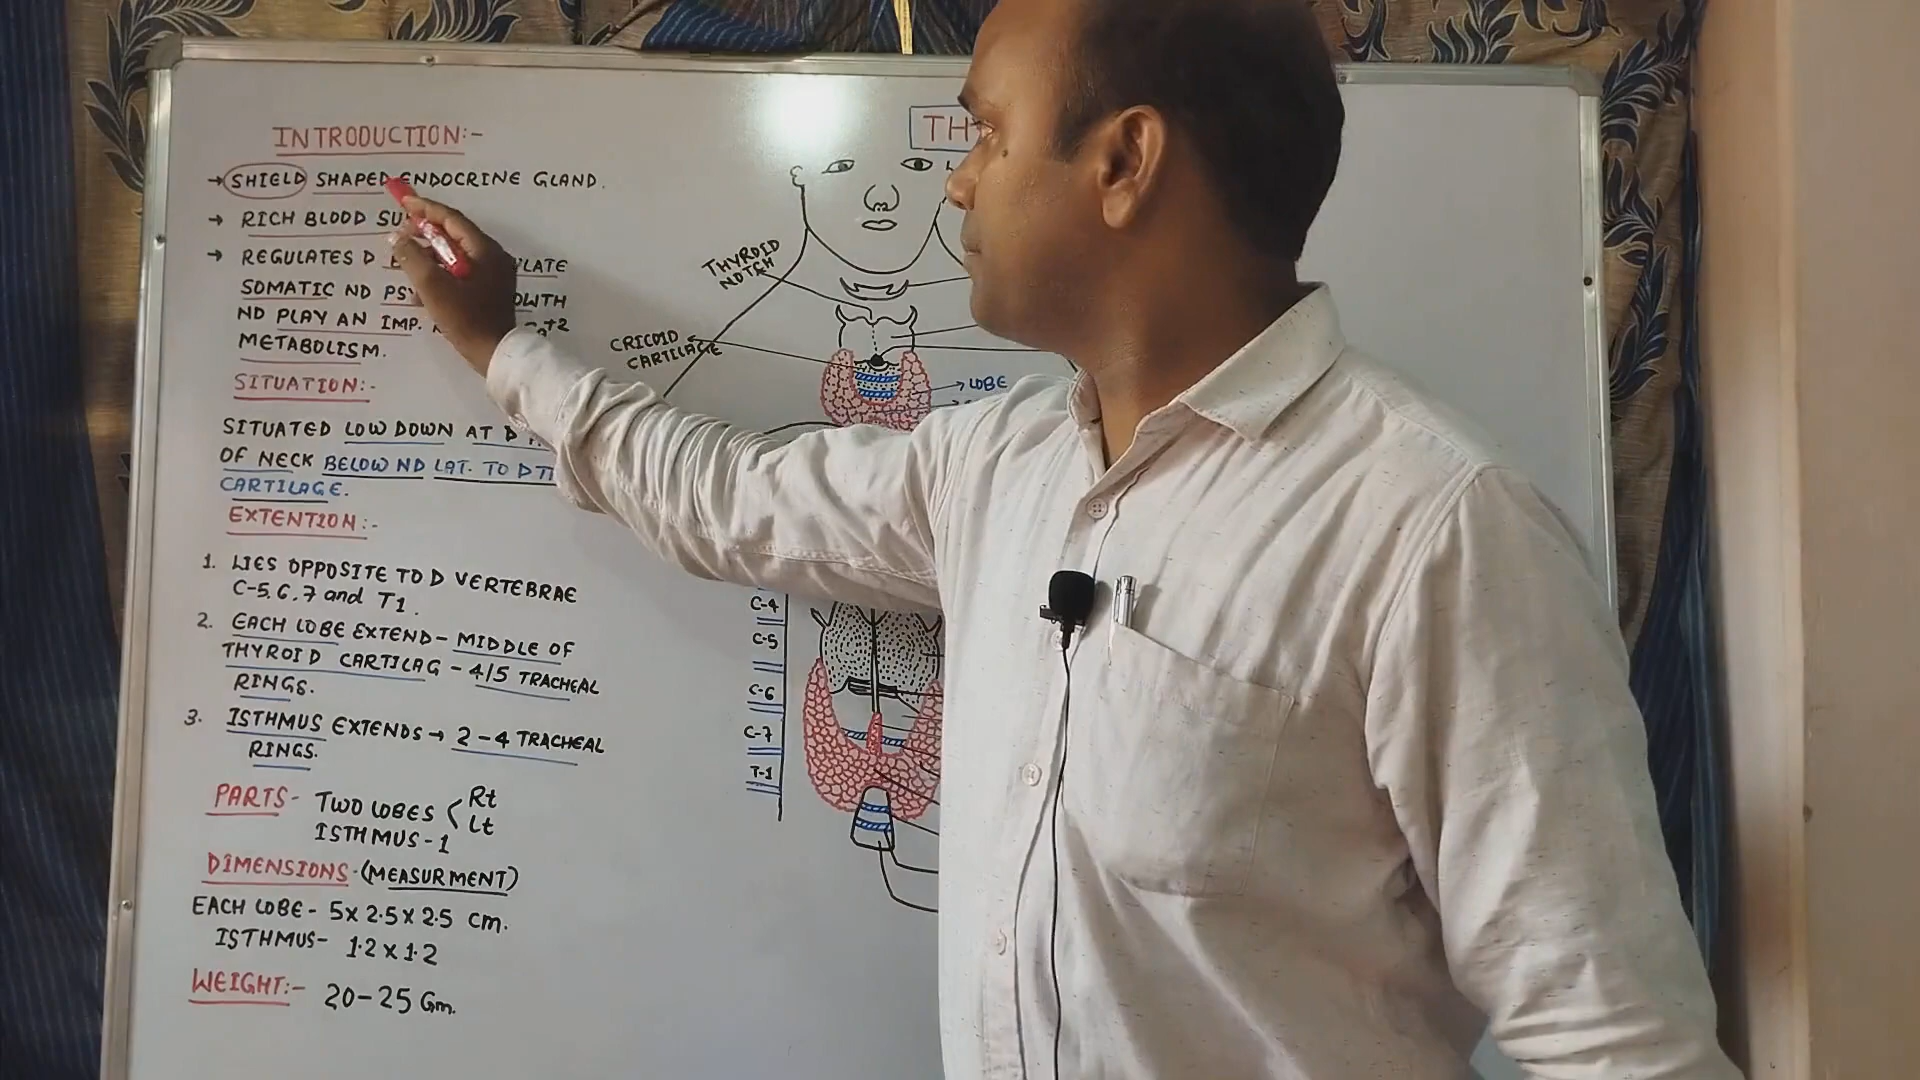 INTRODUCTION:-
→ SHIELD SHAPED ENDOCRINE GLAND.
→ RICH BLOOD
→ REGULATES D
SOMATIC ND
ND PLAY AN IMP. +2
METABOLISM.
SITUATION:-
SITUATED LOW DOWN AT D
OF NECK BELOW ND LAT. TO D
CARTILAGE.
EXTENTION:-
1. LIES OPPOSITE TO D VERTEBRAE
C-5,6,7 and T1.
2. EACH LOBE EXTEND- MIDDLE OF
THYROID CARTILAG - 4/5 TRACHEAL
RINGS.
3. ISTHMUS EXTENDS → 2-4 TRACHEAL
RINGS.
PARTS- TWO LOBES < Rt
Lt
ISTHMUS-1
DIMENSIONS-(MEASURMENT)
EACH LOBE- 5x 2.5x 2.5 cm.
ISTHMUS- 1.2 x 1.2
WEIGHT:- 20-25 Gm.
TH
THYROID
NOTCH
CRICOID
CARTILAGE
LOBE
C-4
C-5
C-6
C-7
T-1